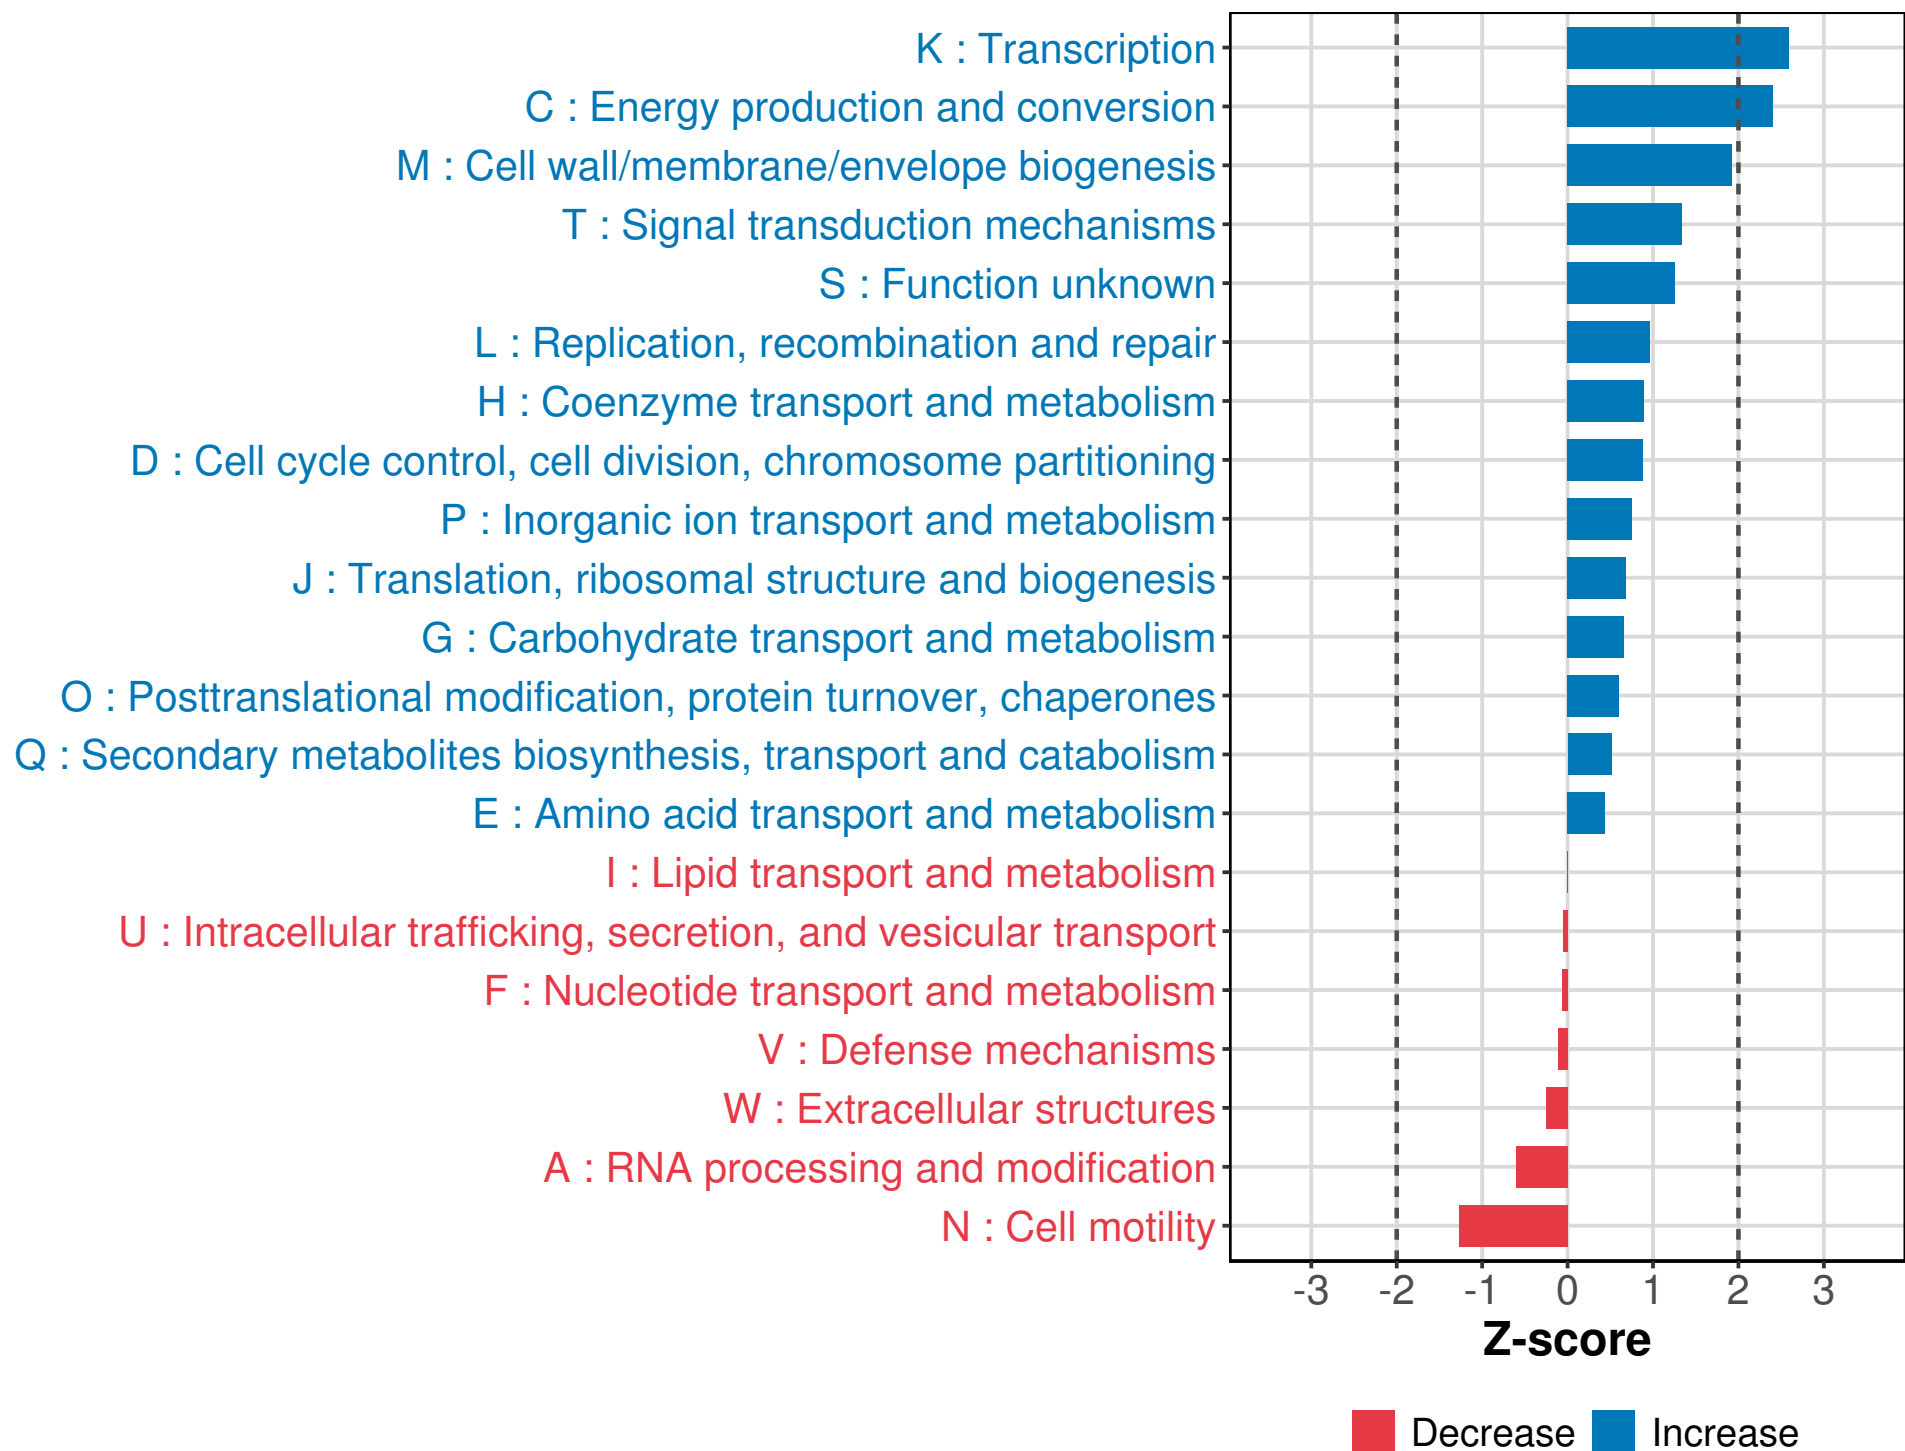 K : Transcription
C : Energy production and conversion
M : Cell wall/membrane/envelope biogenesis
T : Signal transduction mechanisms
S : Function unknown
L : Replication, recombination and repair
H : Coenzyme transport and metabolism
D : Cell cycle control, cell division, chromosome partitioning
P : Inorganic ion transport and metabolism
J : Translation, ribosomal structure and biogenesis
G : Carbohydrate transport and metabolism
O : Posttranslational modification, protein turnover, chaperones
Q : Secondary metabolites biosynthesis, transport and catabolism
E : Amino acid transport and metabolism
I : Lipid transport and metabolism
U : Intracellular trafficking, secretion, and vesicular transport
F : Nucleotide transport and metabolism
V : Defense mechanisms
W : Extracellular structures
A : RNA processing and modification
N : Cell motility
-3 -2 -1 0 1 2 3
Z-score
Decrease Increase